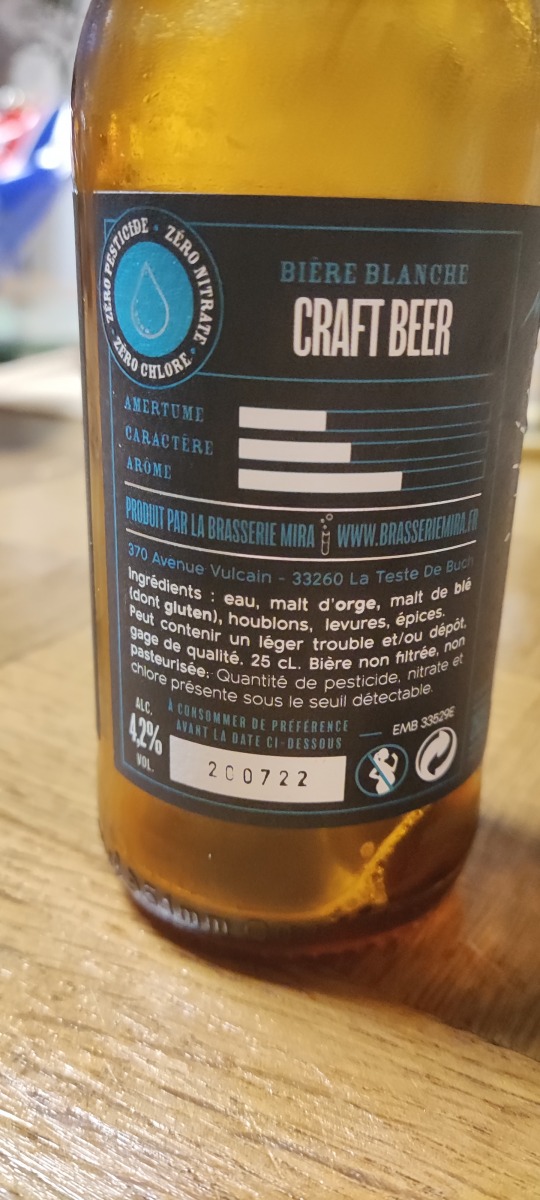 ZÉRO PESTICIDE • ZÉRO NITRATE • ZÉRO CHLORE •
BIÈRE BLANCHE
CRAFT BEER
AMERTUME
CARACTÈRE
ARÔME
PRODUIT PAR LA BRASSERIE MIRA WWW.BRASSERIEMIRA.FR
370 Avenue Vulcain - 33260 La Teste De Buch
Ingrédients : eau, malt d'orge, malt de blé
(dont gluten), houblons, levures, épices.
Peut contenir un léger trouble et/ou dépôt,
gage de qualité. 25 cL. Bière non filtrée, non
pasteurisée. Quantité de pesticide, nitrate et
chlore présente sous le seuil détectable.
ALC.
4,2%
VOL.
À CONSOMMER DE PRÉFÉRENCE
AVANT LA DATE CI-DESSOUS
EMB 33529E
200722